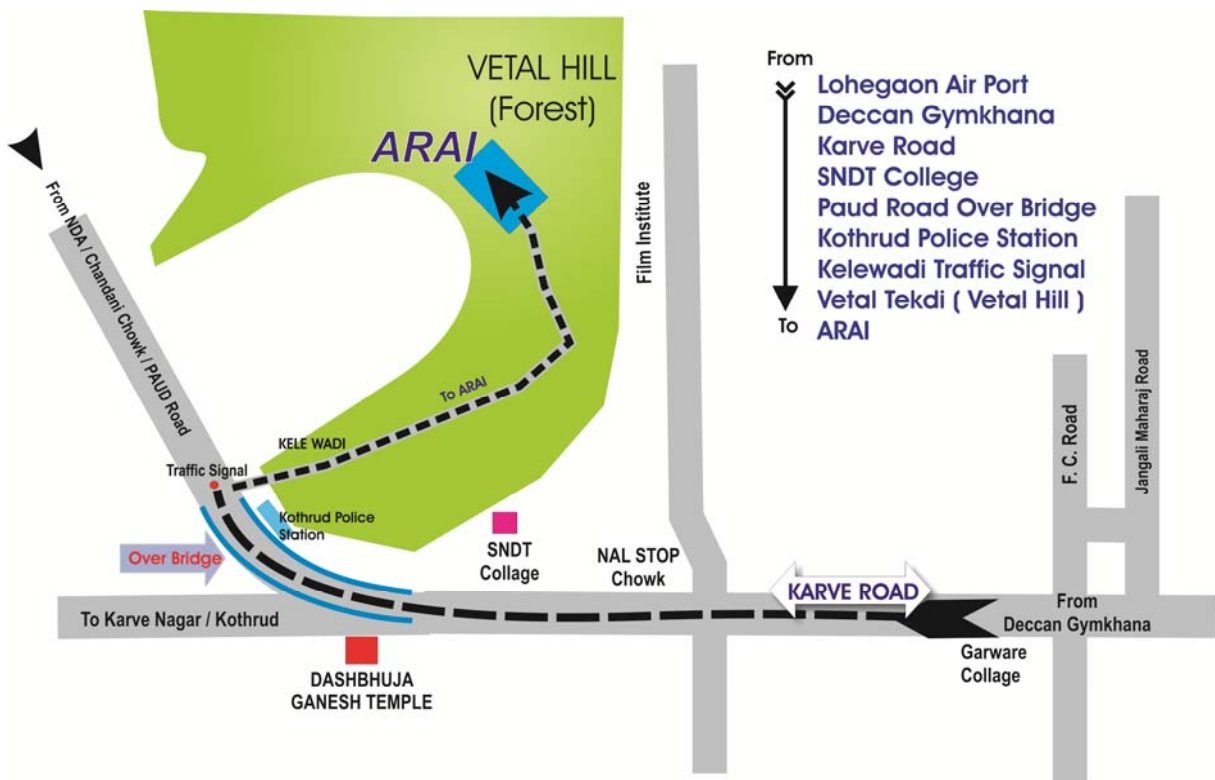 VETAL HILL
(Forest)
ARAI
From
Lohegaon Air Port
Deccan Gymkhana
Karve Road
SNDT College
Paud Road Over Bridge
Kothrud Police Station
Kelewadi Traffic Signal
Vetal Tekdi ( Vetal Hill )
To
ARAI
From NDA / Chandani Chowk / PAUD Road
Film Institute
F. C. Road
Jangali Maharaj Road
To ARAI
KELE WADI
Traffic Signal
Kothrud Police
Station
Over Bridge
SNDT
Collage
NAL STOP
Chowk
KARVE ROAD
To Karve Nagar / Kothrud
From
Deccan Gymkhana
Garware
Collage
DASHBHUJA
GANESH TEMPLE